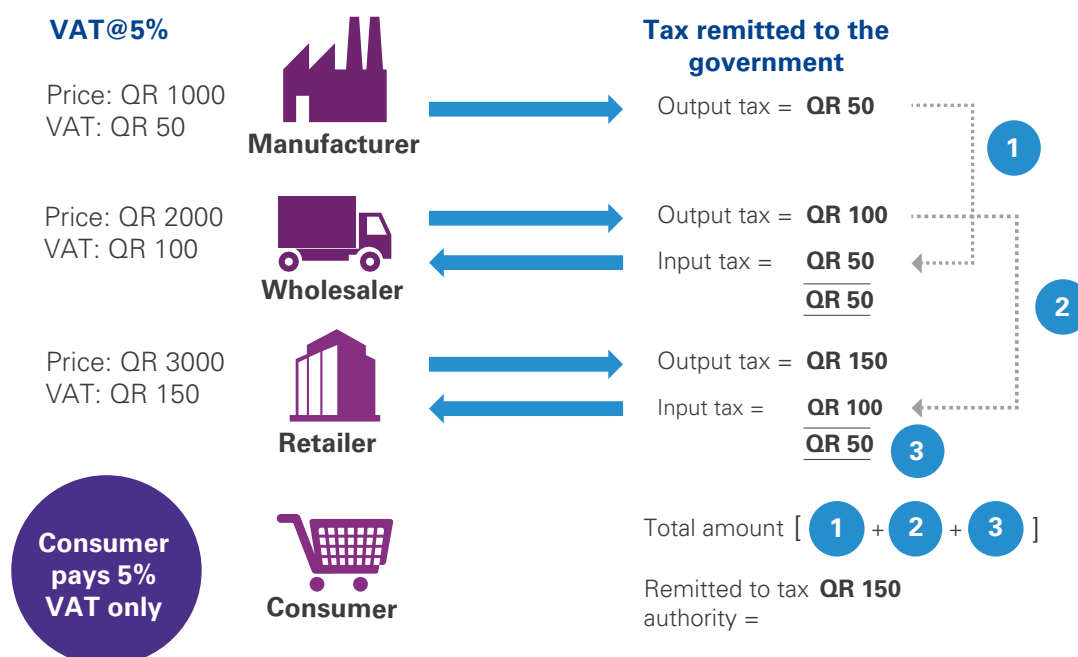 VAT@5%
Tax remitted to the
government
Price: QR 1000
VAT: QR 50
Manufacturer
Output tax = QR 50
1
Price: QR 2000
VAT: QR 100
Wholesaler
Output tax = QR 100
Input tax = QR 50
QR 50
2
Price: QR 3000
VAT: QR 150
Retailer
Output tax = QR 150
Input tax = QR 100
QR 50
3
Consumer
pays 5%
VAT only
Consumer
Total amount [ 1 + 2 + 3 ]
Remitted to tax QR 150
authority =